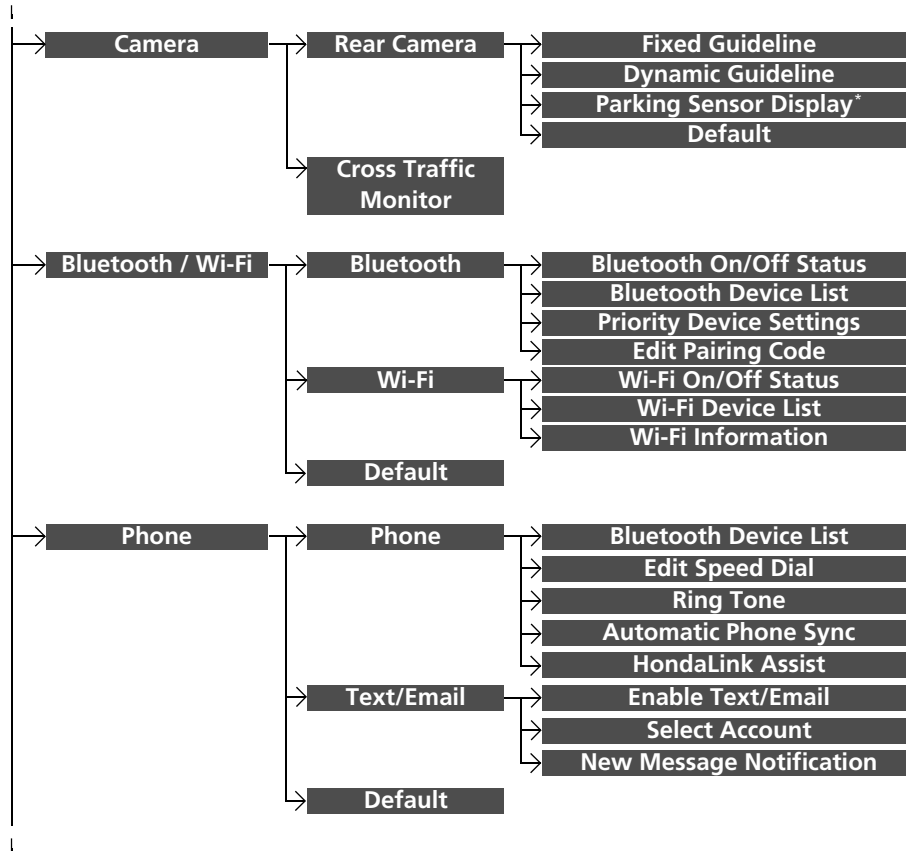 Camera
Rear Camera
Fixed Guideline
Dynamic Guideline
Parking Sensor Display*
Default
Cross Traffic
Monitor
Bluetooth / Wi-Fi
Bluetooth
Bluetooth On/Off Status
Bluetooth Device List
Priority Device Settings
Edit Pairing Code
Wi-Fi
Wi-Fi On/Off Status
Wi-Fi Device List
Wi-Fi Information
Default
Phone
Phone
Bluetooth Device List
Edit Speed Dial
Ring Tone
Automatic Phone Sync
HondaLink Assist
Text/Email
Enable Text/Email
Select Account
New Message Notification
Default